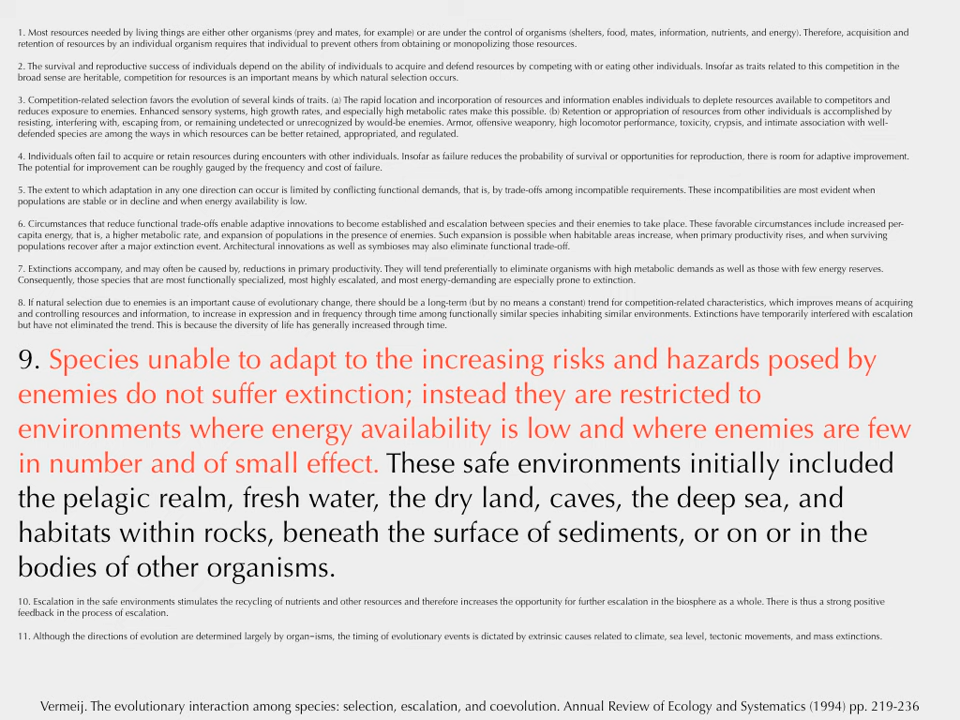 1. Most resources needed by living things are either other organisms (prey and mates, for example) or are under the control of organisms (shelters, food, mates, information, nutrients, and energy). Therefore, acquisition and
retention of resources by an individual organism requires that individual to prevent others from obtaining or monopolizing those resources.
2. The survival and reproductive success of individuals depend on the ability of individuals to acquire and defend resources by competing with or eating other individuals. Insofar as traits related to this competition in the
broad sense are heritable, competition for resources is an important means by which natural selection occurs.
3. Competition-related selection favors the evolution of several kinds of traits. (a) The rapid location and incorporation of resources and information enables individuals to deplete resources available to competitors and
reduces exposure to enemies. Enhanced sensory systems, high growth rates, and especially high metabolic rates make this possible. (b) Retention or appropriation of resources from other individuals is accomplished by
resisting, interfering with, escaping from, or remaining undetected or unrecognized by would-be enemies. Armor, offensive weaponry, high locomotor performance, toxicity, crypsis, and intimate association with well-
defended species are among the ways in which resources can be better retained, appropriated, and regulated.
4. Individuals often fail to acquire or retain resources during encounters with other individuals. Insofar as failure reduces the probability of survival or opportunities for reproduction, there is room for adaptive improvement.
The potential for improvement can be roughly gauged by the frequency and cost of failure.
5. The extent to which adaptation in any one direction can occur is limited by conflicting functional demands, that is, by trade-offs among incompatible requirements. These incompatibilities are most evident when
populations are stable or in decline and when energy availability is low.
6. Circumstances that reduce functional trade-offs enable adaptive innovations to become established and escalation between species and their enemies to take place. These favorable circumstances include increased per-
capita energy, that is, a higher metabolic rate, and expansion of populations in the presence of enemies. Such expansion is possible when habitable areas increase, when primary productivity rises, and when surviving
populations recover after a major extinction event. Architectural innovations as well as symbioses may also eliminate functional trade-off.
7. Extinctions accompany, and may often be caused by, reductions in primary productivity. They will tend preferentially to eliminate organisms with high metabolic demands as well as those with few energy reserves.
Consequently, those species that are most functionally specialized, most highly escalated, and most energy-demanding are especially prone to extinction.
8. If natural selection due to enemies is an important cause of evolutionary change, there should be a long-term (but by no means a constant) trend for competition-related characteristics, which improves means of acquiring
and controlling resources and information, to increase in expression and in frequency through time among functionally similar species inhabiting similar environments. Extinctions have temporarily interfered with escalation
but have not eliminated the trend. This is because the diversity of life has generally increased through time.
9. Species unable to adapt to the increasing risks and hazards posed by
enemies do not suffer extinction; instead they are restricted to
environments where energy availability is low and where enemies are few
in number and of small effect. These safe environments initially included
the pelagic realm, fresh water, the dry land, caves, the deep sea, and
habitats within rocks, beneath the surface of sediments, or on or in the
bodies of other organisms.
10. Escalation in the safe environments stimulates the recycling of nutrients and other resources and therefore increases the opportunity for further escalation in the biosphere as a whole. There is thus a strong positive
feedback in the process of escalation.
11. Although the directions of evolution are determined largely by organ-isms, the timing of evolutionary events is dictated by extrinsic causes related to climate, sea level, tectonic movements, and mass extinctions.
Vermeij. The evolutionary interaction among species: selection, escalation, and coevolution. Annual Review of Ecology and Systematics (1994) pp. 219-236